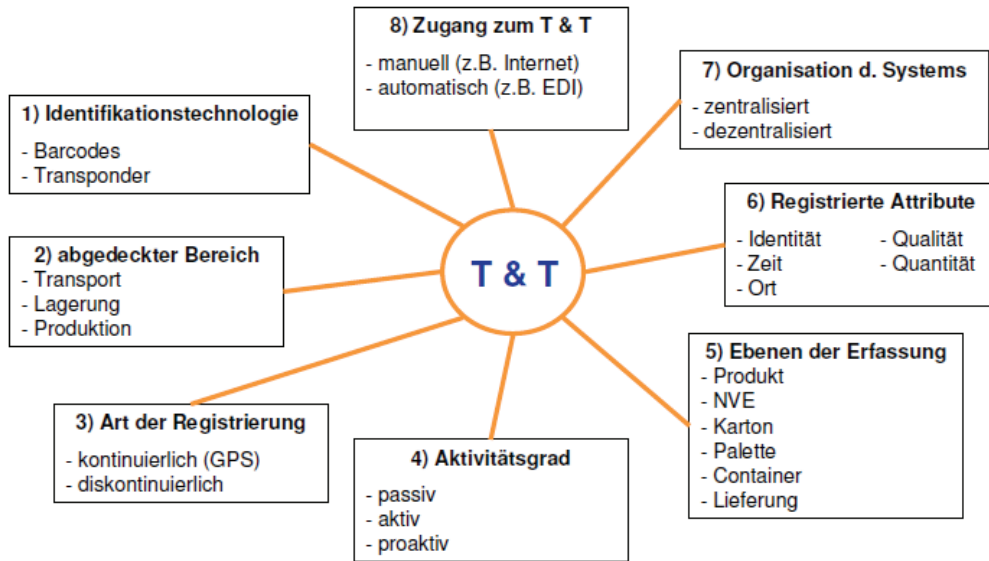 1) Identifikationstechnologie
- Barcodes
- Transponder
2) abgedeckter Bereich
- Transport
- Lagerung
- Produktion
3) Art der Registrierung
- kontinuierlich (GPS)
- diskontinuierlich
4) Aktivitätsgrad
- passiv
- aktiv
- proaktiv
5) Ebenen der Erfassung
- Produkt
- NVE
- Karton
- Palette
- Container
- Lieferung
6) Registrierte Attribute
- Identität - Qualität
- Zeit - Quantität
- Ort
7) Organisation d. Systems
- zentralisiert
- dezentralisiert
8) Zugang zum T & T
- manuell (z.B. Internet)
- automatisch (z.B. EDI)
T & T